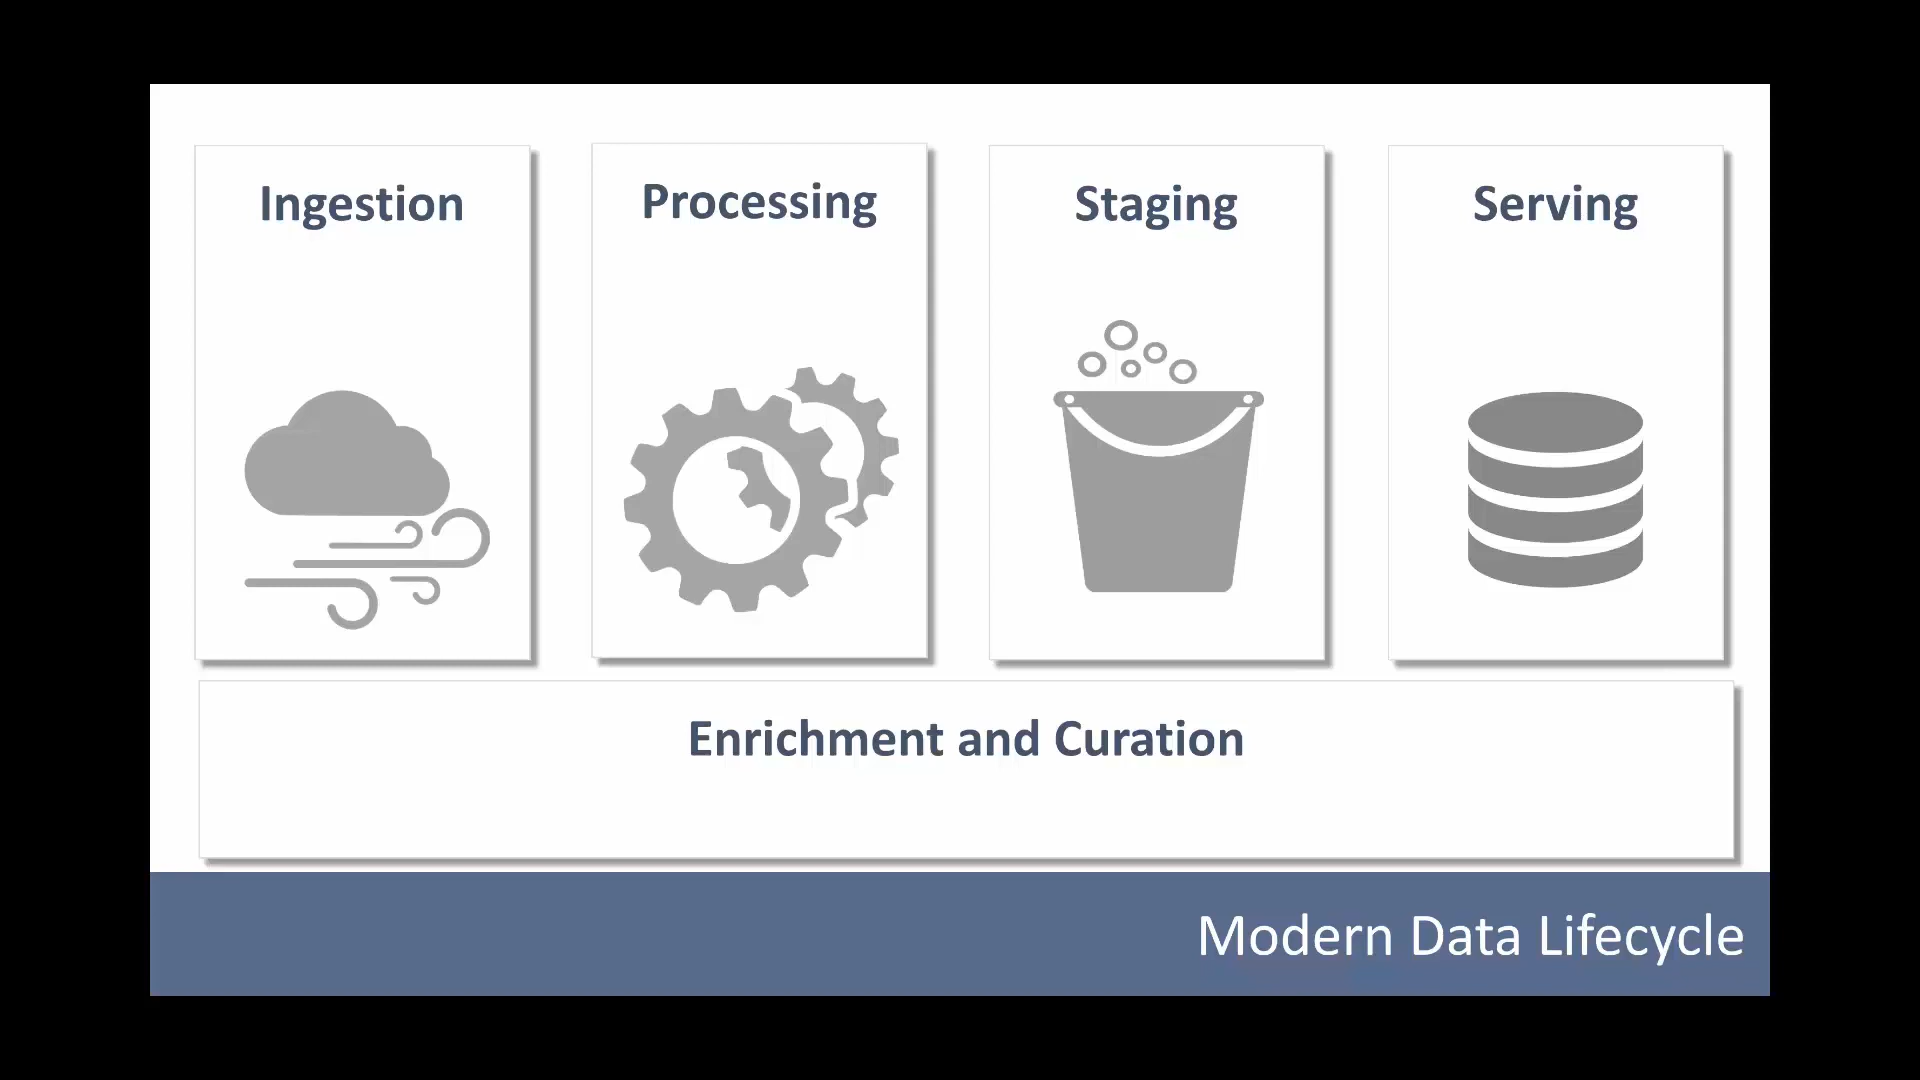 Ingestion
Processing
Staging
Serving
Enrichment and Curation
Modern Data Lifecycle